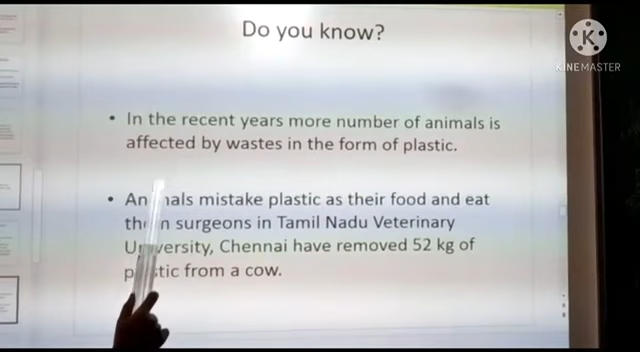 Do you know?
K
KINEMASTER
• In the recent years more number of animals is
affected by wastes in the form of plastic.
• mistake plastic as their food and eat
surgeons in Tamil Nadu Veterinary
Chennai have removed 52 kg of
from a cow.